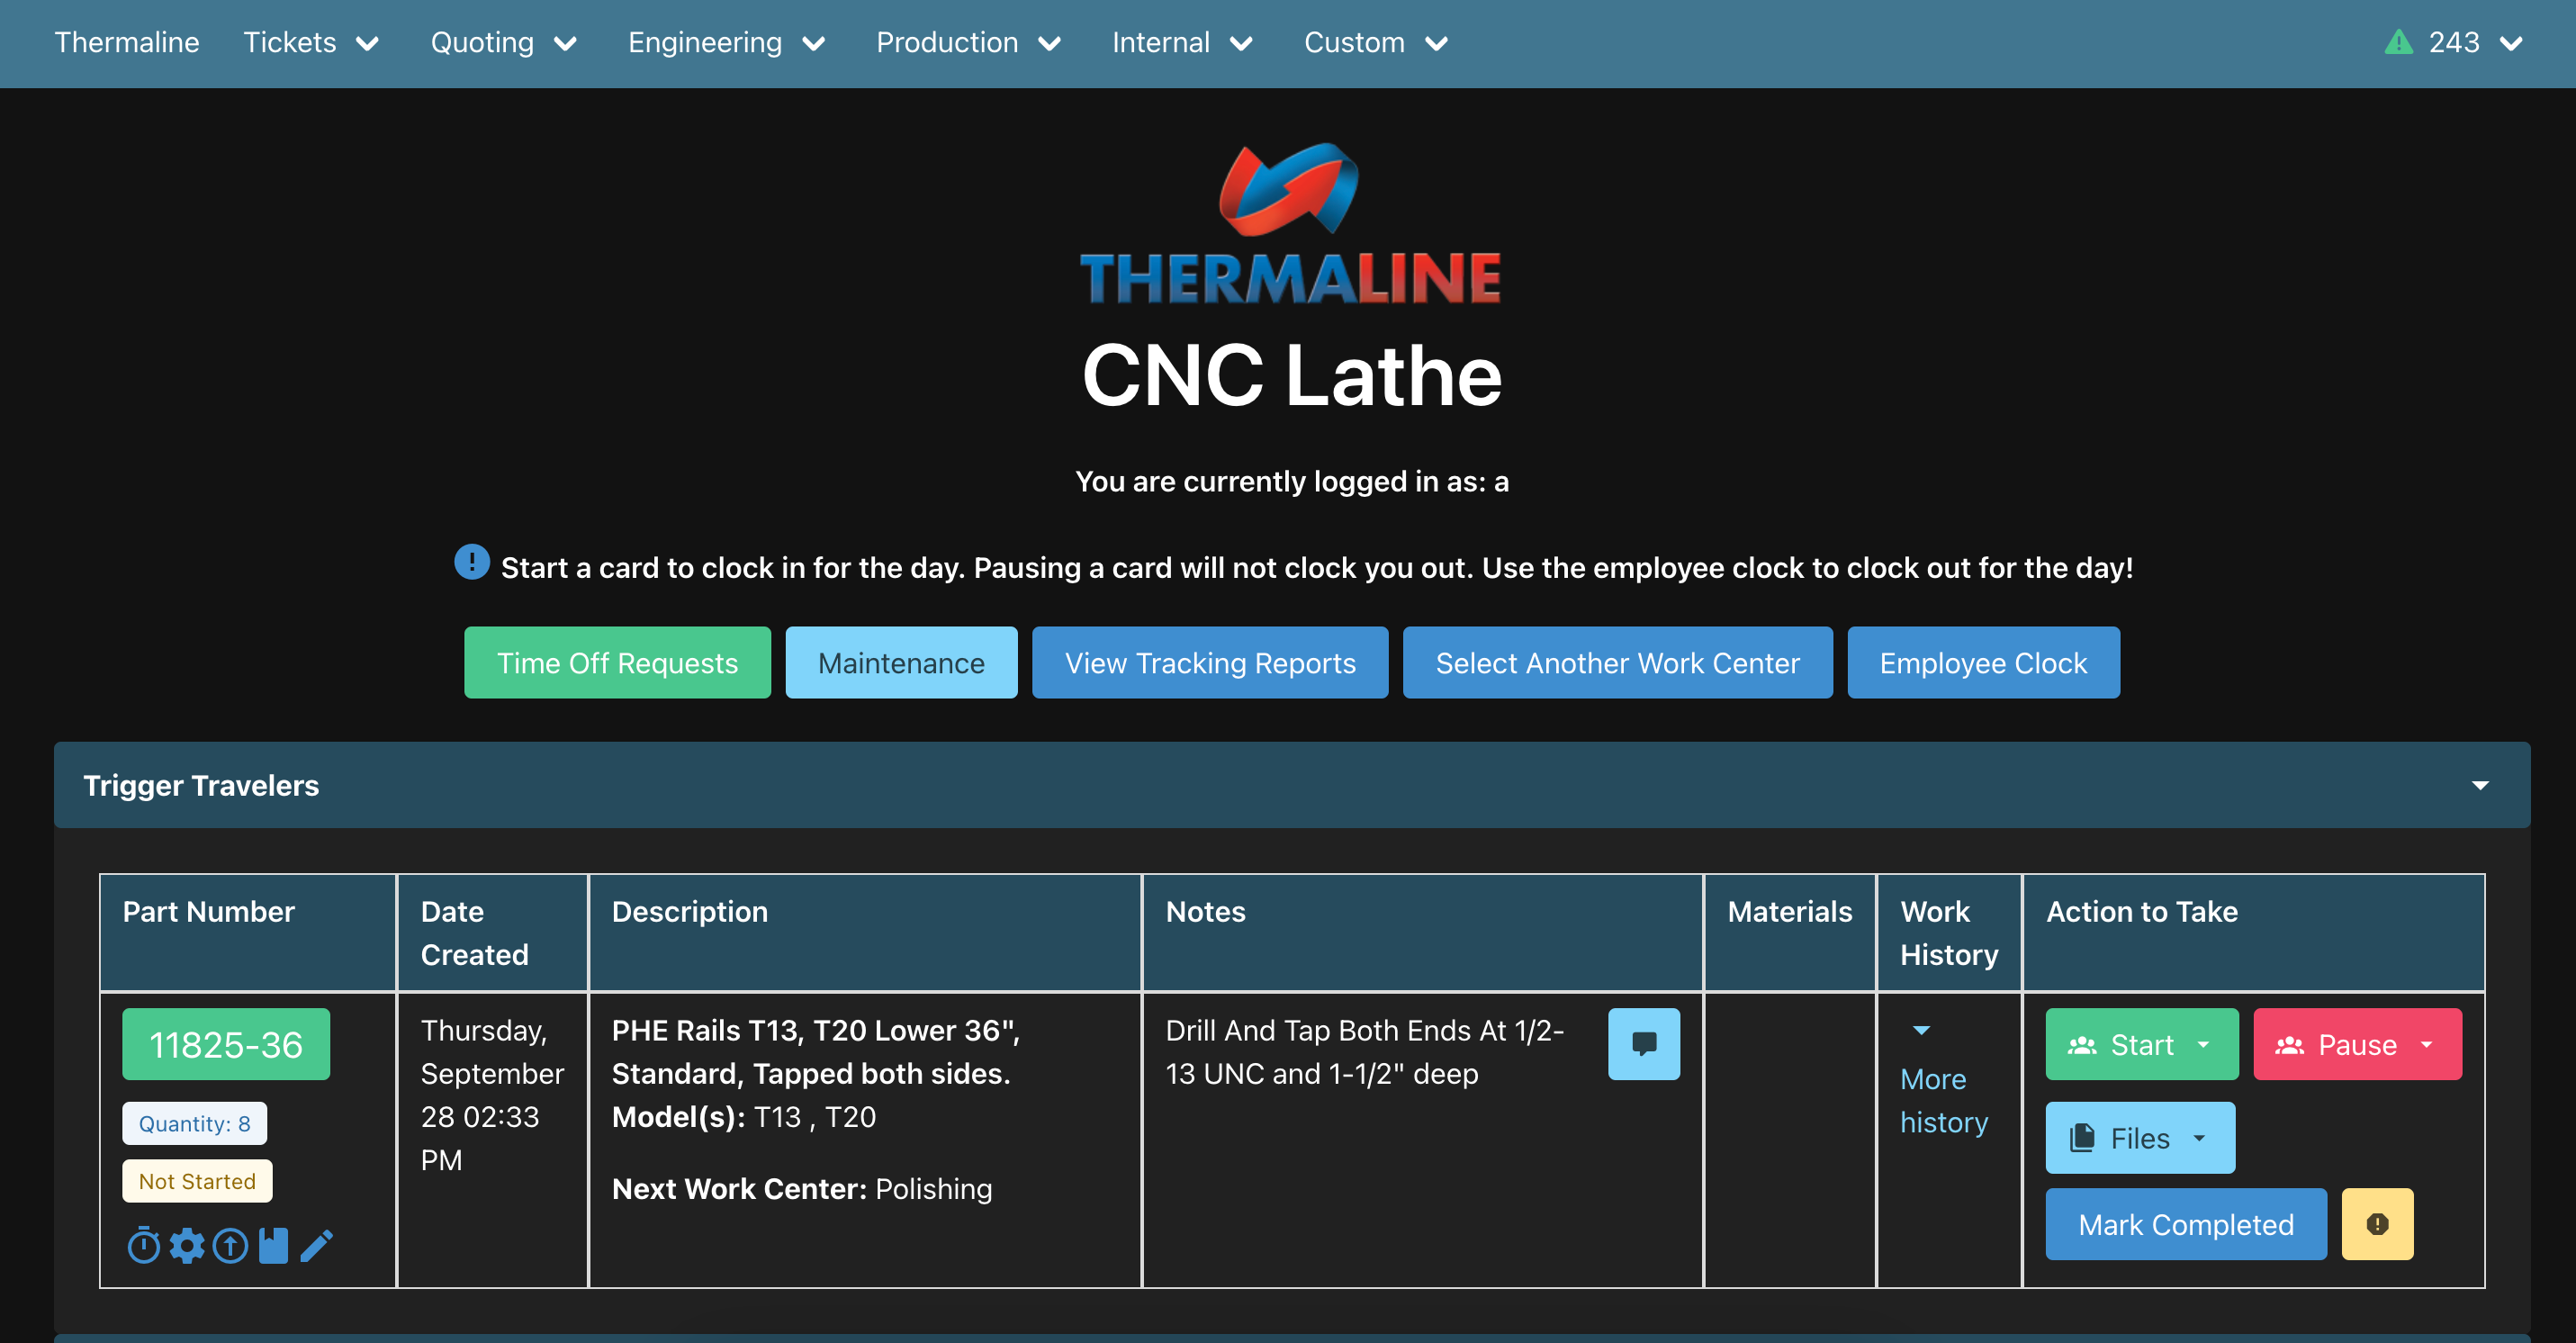 Thermaline Tickets Quoting Engineering Production Internal Custom 243
THERMALINE
CNC Lathe
You are currently logged in as: a
Start a card to clock in for the day. Pausing a card will not clock you out. Use the employee clock to clock out for the day!
Time Off Requests Maintenance View Tracking Reports Select Another Work Center Employee Clock
Trigger Travelers
Part Number
Date
Created
Description
Notes
Materials
Work
History
Action to Take
11825-36
Quantity: 8
Not Started
Thursday,
September
28 02:33
PM
PHE Rails T13, T20 Lower 36",
Standard, Tapped both sides.
Model(s): T13 , T20
Next Work Center: Polishing
Drill And Tap Both Ends At 1/2-
13 UNC and 1-1/2" deep
More
history
Start Pause
Files
Mark Completed